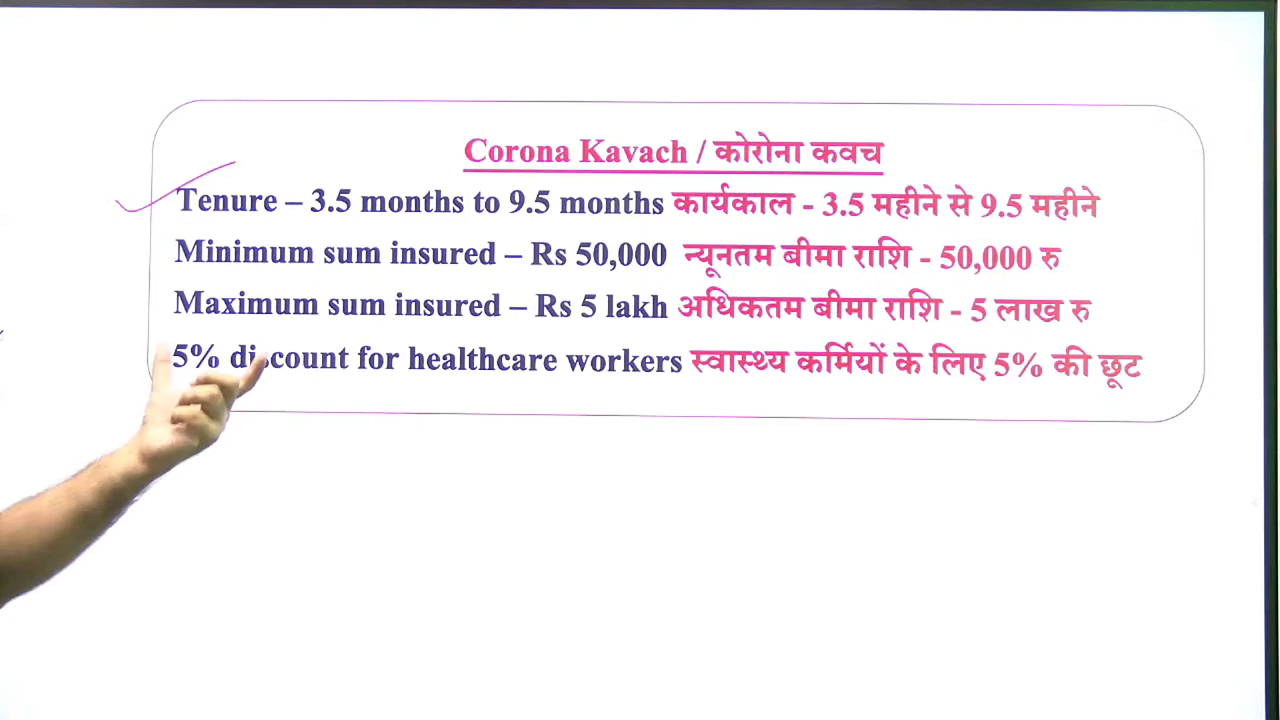 Corona Kavach / कोरोना कवच
Tenure – 3.5 months to 9.5 months कार्यकाल - 3.5 महीने से 9.5 महीने
Minimum sum insured – Rs 50,000 न्यूनतम बीमा राशि - 50,000 रु
Maximum sum insured – Rs 5 lakh अधिकतम बीमा राशि - 5 लाख रु
5% discount for healthcare workers स्वास्थ्य कर्मियों के लिए 5% की छूट